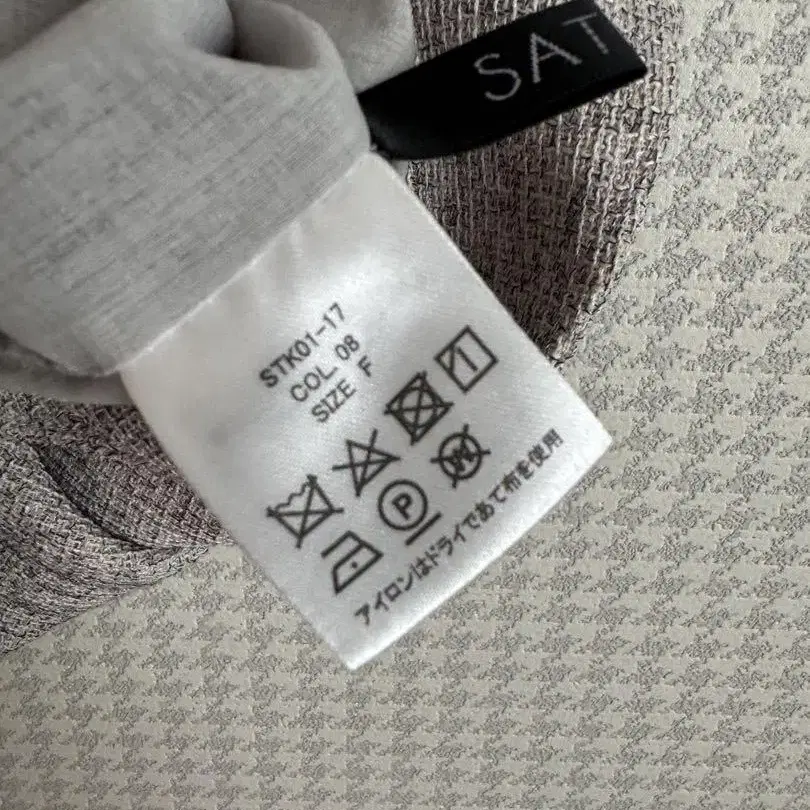 SAT
STK01-17
COL. 08
SIZE F
P
W
アイロンはドライであて布を使用